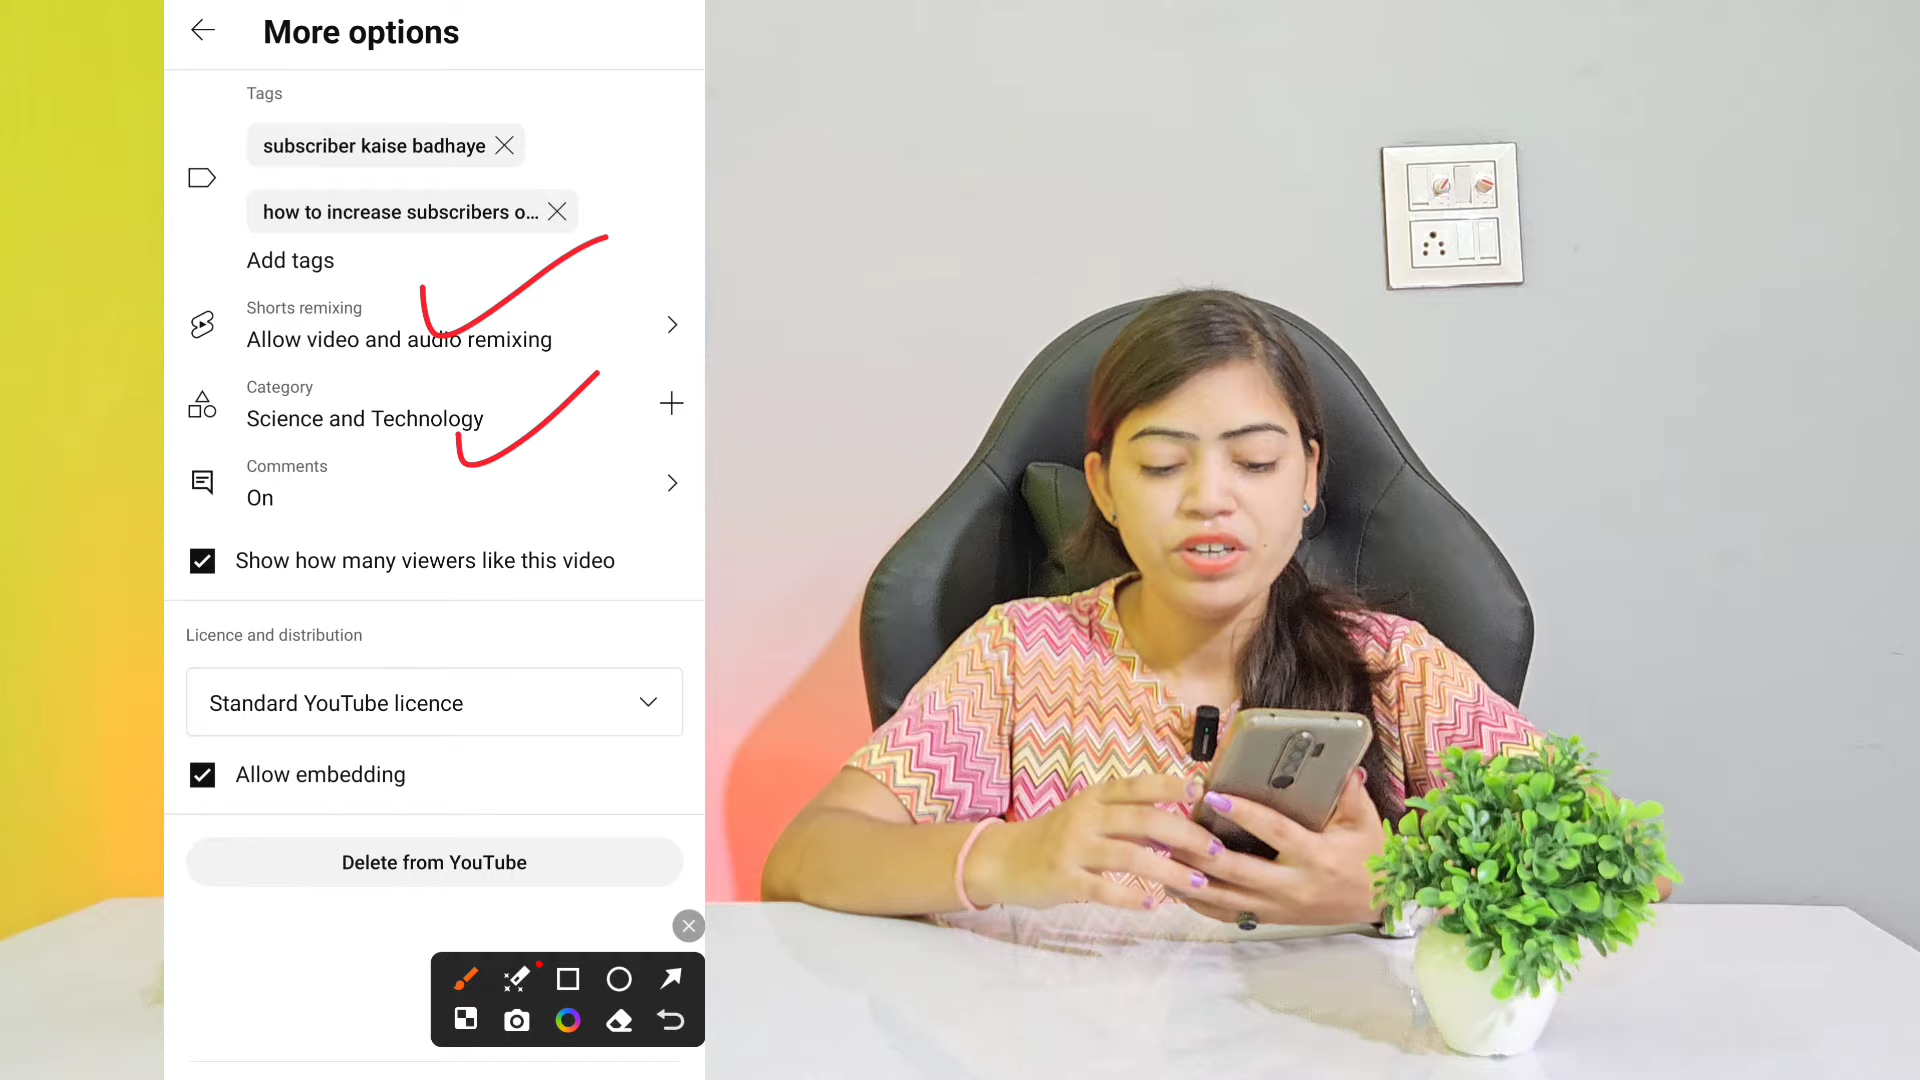 More options
Tags
subscriber kaise badhaye
how to increase subscribers o...
Add tags
Shorts remixing
Allow video and audio remixing
Category
Science and Technology
Comments
On
Show how many viewers like this video
Licence and distribution
Standard YouTube licence
Allow embedding
Delete from YouTube